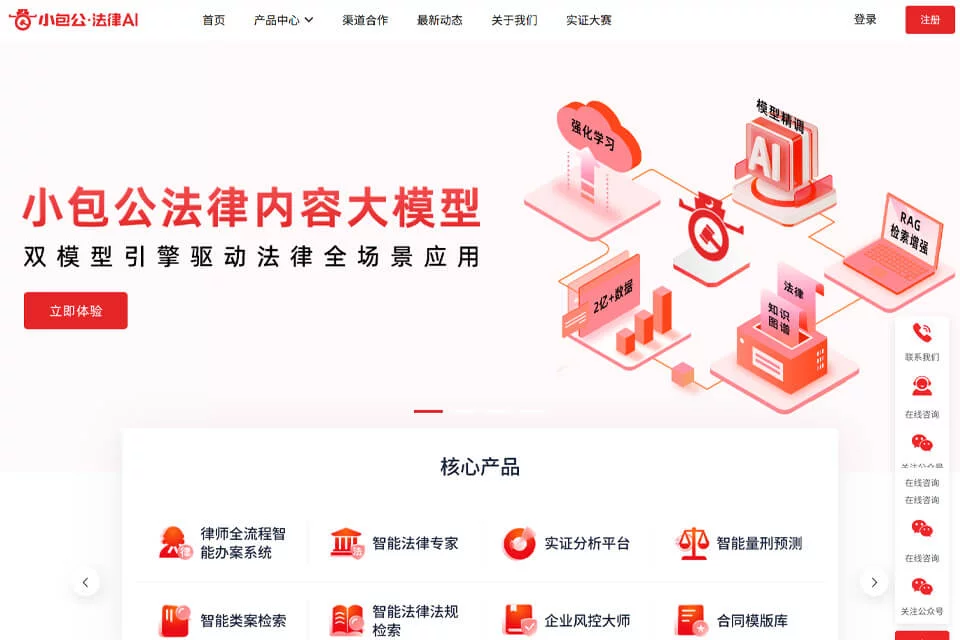 小包公·法律AI
首页
产品中心
渠道合作
最新动态
关于我们
实证大赛
登录
注册
小包公法律内容大模型
双模型引擎驱动法律全场景应用
立即体验
强化学习
模型精调
AI
RAG
检索增强
2亿+数据
法律
知识
图谱
联系我们
在线咨询
关注公众号
在线咨询
在线咨询
在线咨询
关注公众号
核心产品
律师全流程智
能办案系统
律
智能法律专家
法
实证分析平台
智能量刑预测
智能类案检索
智能法律法规
检索
企业风控大师
合同模版库